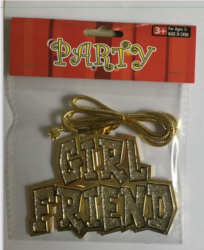 3+
For Ages 3+
MADE IN CHINA
PARTY
GIRL
FRIEND